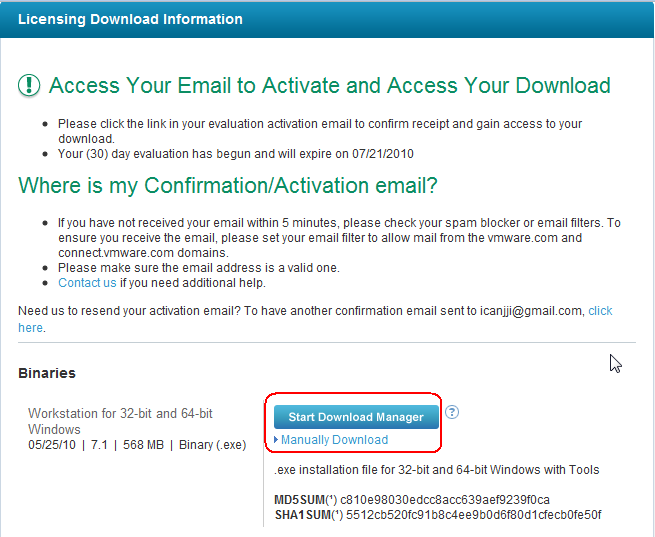 Licensing Download Information
Access Your Email to Activate and Access Your Download
Please click the link in your evaluation activation email to confirm receipt and gain access to your
download.
Your (30) day evaluation has begun and will expire on 07/21/2010
Where is my Confirmation/Activation email?
If you have not received your email within 5 minutes, please check your spam blocker or email filters. To
ensure you receive the email, please set your email filter to allow mail from the vmware.com and
connect.vmware.com domains.
Please make sure the email address is a valid one.
Contact us if you need additional help.
Need us to resend your activation email? To have another confirmation email sent to icanjji@gmail.com, click
here.
Binaries
Workstation for 32-bit and 64-bit
Windows
05/25/10 | 7.1 | 568 MB | Binary (.exe)
Start Download Manager
?
Manually Download
.exe installation file for 32-bit and 64-bit Windows with Tools
MD5SUM(¹) c810e98030edcc8acc639aef9239f0ca
SHA1SUM(¹) 5512cb520fc91b8c4ee9b0d6f80d1cfecb0fe50f